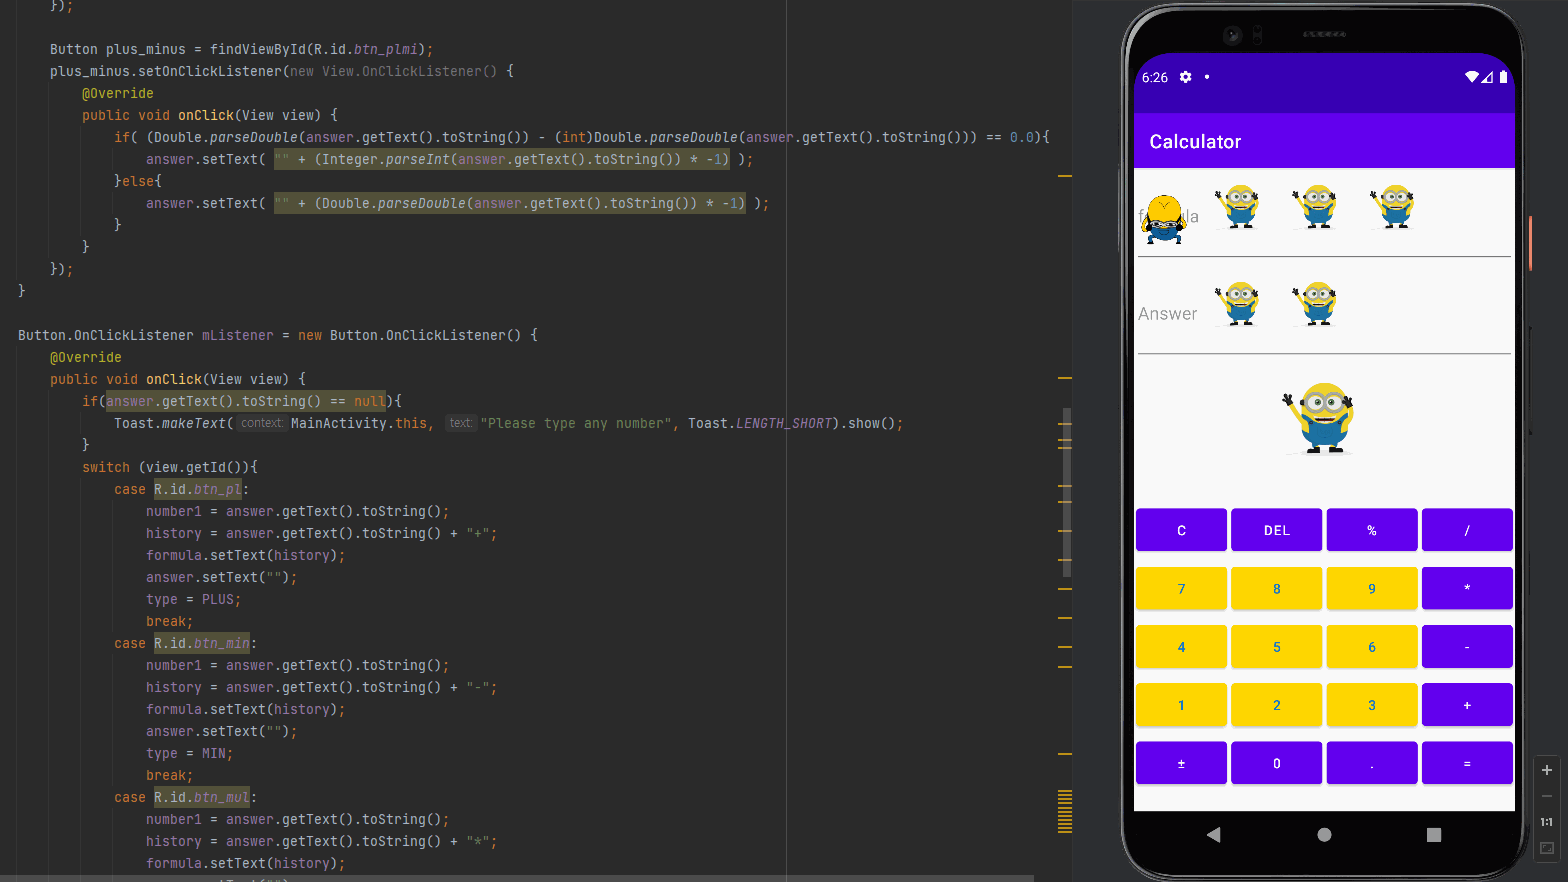 });
Button plus_minus = findViewById(R.id.btn_plmi);
plus_minus.setOnClickListener(new View.OnClickListener() {
@Override
public void onClick(View view) {
if( (Double.parseDouble(answer.getText().toString()) - (int)Double.parseDouble(answer.getText().toString())) == 0.0){
answer.setText( "" + (Integer.parseInt(answer.getText().toString()) * -1) );
}else{
answer.setText( "" + (Double.parseDouble(answer.getText().toString()) * -1) );
}
}
});
}
Button.OnClickListener mListener = new Button.OnClickListener() {
@Override
public void onClick(View view) {
if(answer.getText().toString() == null){
Toast.makeText( context: MainActivity.this, text: "Please type any number", Toast.LENGTH_SHORT).show();
}
switch (view.getId()){
case R.id.btn_pl:
number1 = answer.getText().toString();
history = answer.getText().toString() + "+";
formula.setText(history);
answer.setText("");
type = PLUS;
break;
case R.id.btn_min:
number1 = answer.getText().toString();
history = answer.getText().toString() + "-";
formula.setText(history);
answer.setText("");
type = MIN;
break;
case R.id.btn_mul:
number1 = answer.getText().toString();
history = answer.getText().toString() + "*";
formula.setText(history);
6:26
Calculator
Answer
C DEL % /
7 8 9 *
4 5 6 -
1 2 3 +
± 0 . =
1:1